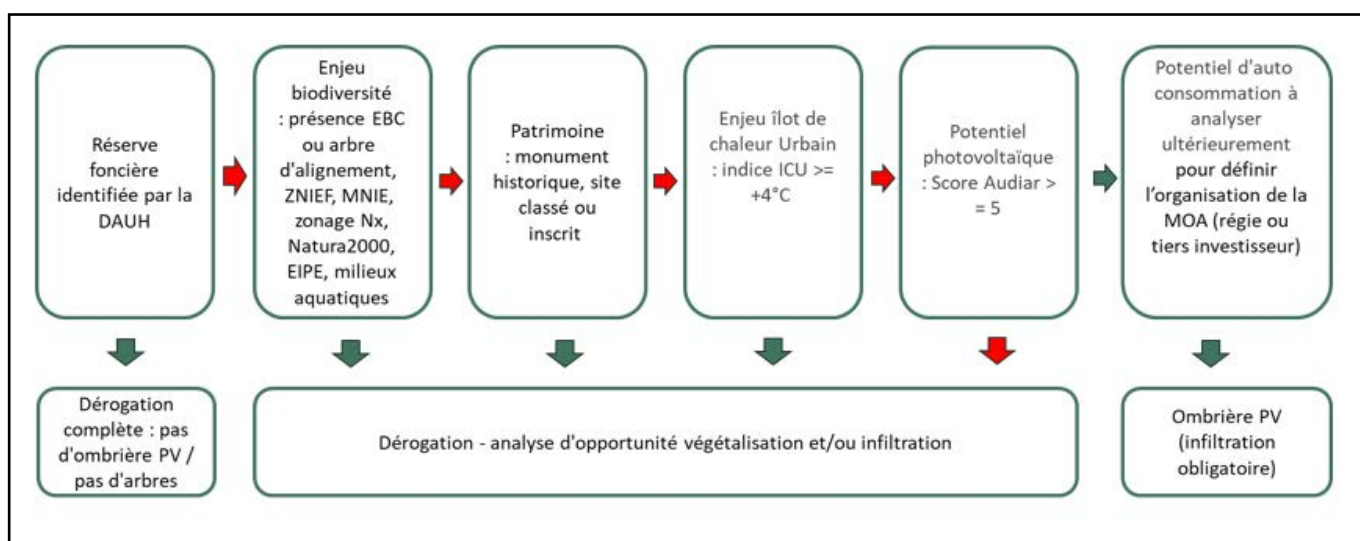 Réserve
foncière
identifiée par la
DAUH
Enjeu
biodiversité
: présence EBC
ou arbre
d'alignement,
ZNIEF, MNIE,
zonage Nx,
Natura2000,
EIPE, milieux
aquatiques
Patrimoine
: monument
historique, site
classé ou
inscrit
Enjeu îlot de
chaleur Urbain
: indice ICU >=
+4°C
Potentiel
photovoltaïque
: Score Audiar >
= 5
Potentiel d'auto
consommation à
analyser
ultérieurement
pour définir
l’organisation de la
MOA (régie ou
tiers investisseur)
Dérogation
complète : pas
d'ombrière PV /
pas d'arbres
Dérogation - analyse d'opportunité végétalisation et/ou infiltration
Ombrière PV
(infiltration
obligatoire)